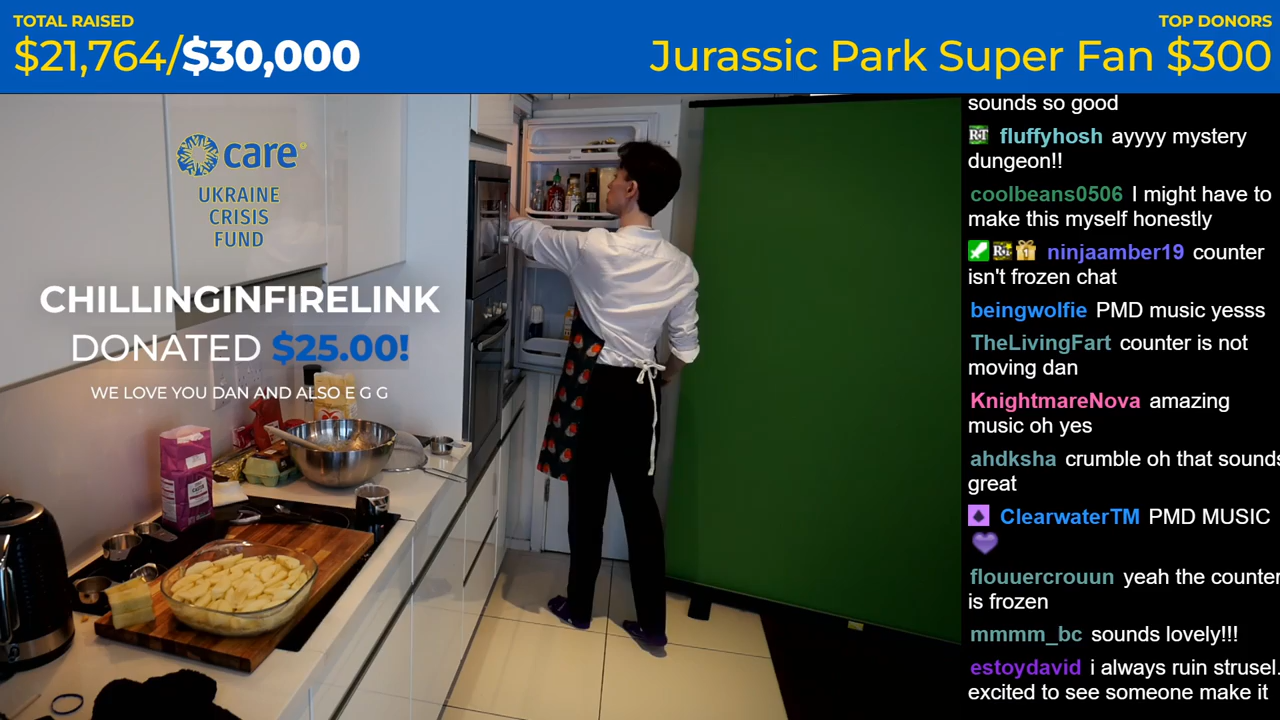 TOTAL RAISED
$21,764/$30,000
TOP DONORS
Jurassic Park Super Fan $300
care
UKRAINE
CRISIS
FUND
CHILLINGINFIRELINK
DONATED $25.00!
WE LOVE YOU DAN AND ALSO E G G
sounds so good
fluffyhosh ayyyy mystery
dungeon!!
coolbeans0506 I might have to
make this myself honestly
ninjaamber19 counter
isn't frozen chat
beingwolfie PMD music yesss
TheLivingFart counter is not
moving dan
KnightmareNova amazing
music oh yes
ahdksha crumble oh that sounds
great
ClearwaterTM PMD MUSIC
flouuercrouun yeah the counter
is frozen
mmmm_bc sounds lovely!!!
estoydavid i always ruin strusel.
excited to see someone make it